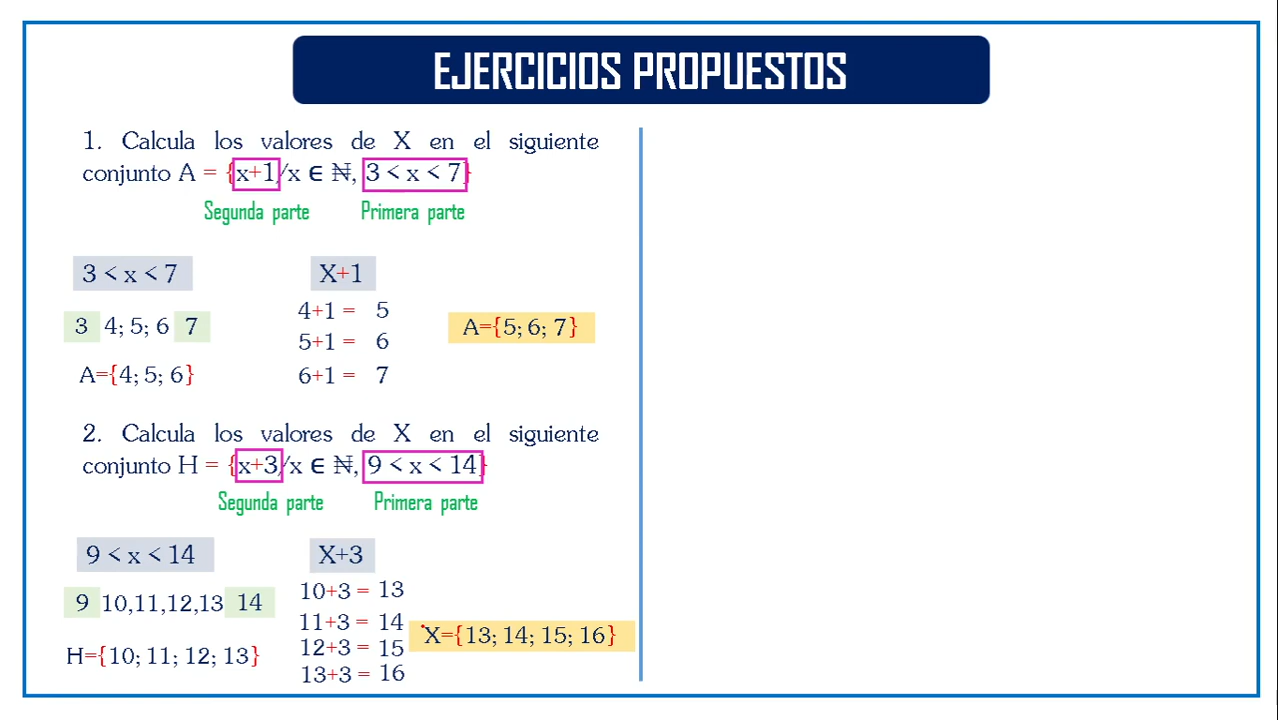 EJERCICIOS PROPUESTOS
1. Calcula los valores de X en el siguiente
conjunto A = {x+1/x ∈ ℕ, 3 < x < 7}
Segunda parte Primera parte
3 < x < 7 X+1
4+1 = 5
3 4; 5; 6 7 A={5; 6; 7}
5+1 = 6
A={4; 5; 6} 6+1 = 7
2. Calcula los valores de X en el siguiente
conjunto H = {x+3/x ∈ ℕ, 9 < x < 14}
Segunda parte Primera parte
9 < x < 14 X+3
10+3 = 13
9 10,11,12,13 14
11+3 = 14
X={13; 14; 15; 16}
12+3 = 15
H={10; 11; 12; 13}
13+3 = 16